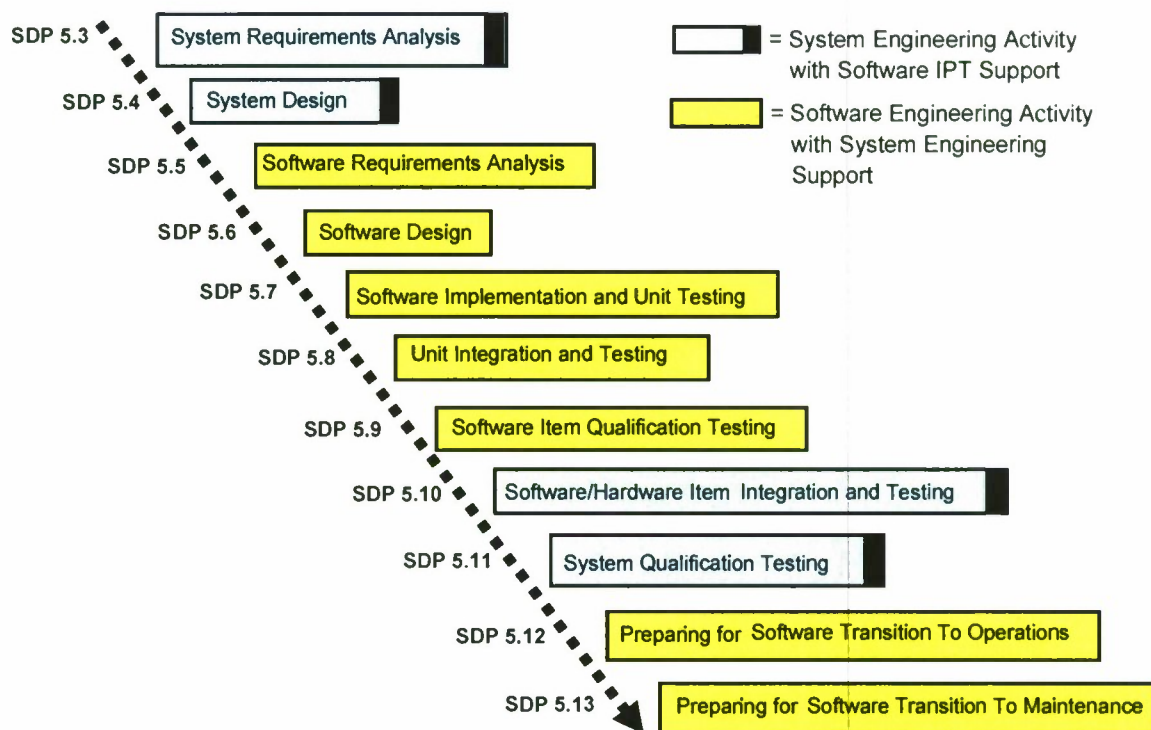 SDP 5.3
System Requirements Analysis
= System Engineering Activity
with Software IPT Support
SDP 5.4
System Design
= Software Engineering Activity
with System Engineering
Support
SDP 5.5
Software Requirements Analysis
SDP 5.6
Software Design
SDP 5.7
Software Implementation and Unit Testing
SDP 5.8
Unit Integration and Testing
SDP 5.9
Software Item Qualification Testing
SDP 5.10
Software/Hardware Item Integration and Testing
SDP 5.11
System Qualification Testing
SDP 5.12
Preparing for Software Transition To Operations
SDP 5.13
Preparing for Software Transition To Maintenance